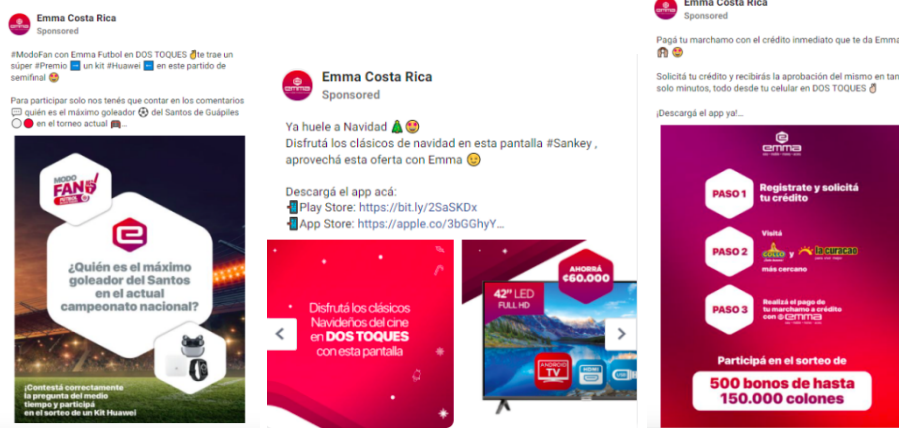 Emma Costa Rica
Sponsored
#ModoFan con Emma Futbol en DOS TOQUES te trae un
súper #Premio un kit #Huawei en este partido de
semifinal
Para participar solo nos tenés que contar en los comentarios
quién es el máximo goleador del Santos de Guápiles
en el torneo actual ...
MODO
FAN
FÚTBOL
¿Quién es el máximo
goleador del Santos
en el actual
campeonato nacional?
¡Contestá correctamente
la pregunta del medio
tiempo y participá
en el sorteo de un Kit Huawei
Emma Costa Rica
Sponsored
Ya huele a Navidad
Disfrutá los clásicos de navidad en esta pantalla #Sankey ,
aprovechá esta oferta con Emma
Descargá el app acá:
Play Store: https://bit.ly/2SaSKDx
App Store: https://apple.co/3bGGhyY...
Disfrutá los clásicos
Navideños del cine
en DOS TOQUES
con esta pantalla
AHORRÁ
¢60.000
42" LED
FULL HD
ANDROID
TV
HDMI
USB
Emma Costa Rica
Sponsored
Pagá tu marchamo con el crédito inmediato que te da Emma
Solicitá tu crédito y recibirás la aprobación del mismo en tan
solo minutos, todo desde tu celular en DOS TOQUES
¡Descargá el app ya!...
emma
PASO 1
Registrate y solicitá
tu crédito
PASO 2
Visitá
gollo y la curacao
más cercano
PASO 3
Realizá el pago de
tu marchamo a crédito
con emma
Participá en el sorteo de
500 bonos de hasta
150.000 colones